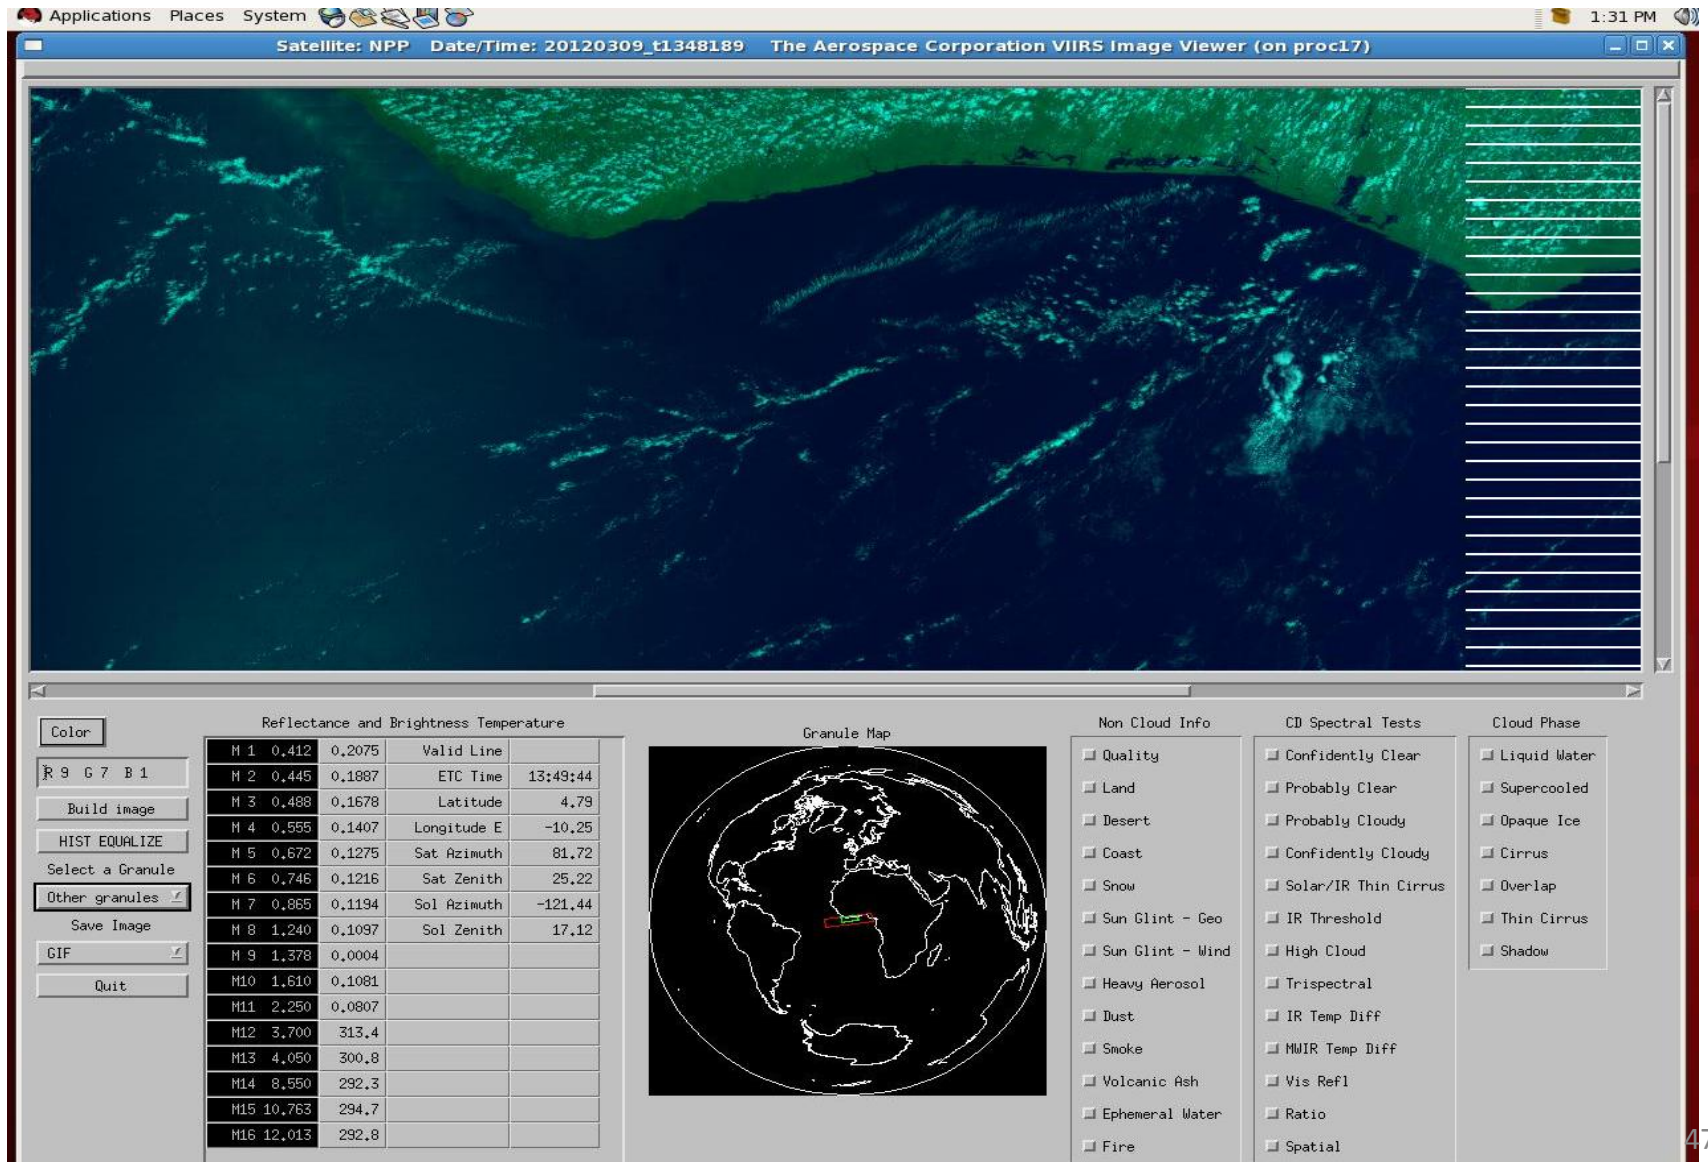 Applications Places System 1:31 PM
Satellite: NPP Date/Time: 20120309_t1348189 The Aerospace Corporation VIIRS Image Viewer (on proc17)
Color
R 9 G 7 B 1
Build image
HIST EQUALIZE
Select a Granule
Other granules
Save Image
GIF
Quit
Reflectance and Brightness Temperature
M 1 0.412 0.2075 Valid Line
M 2 0.445 0.1887 ETC Time 13:49:44
M 3 0.488 0.1678 Latitude 4.79
M 4 0.555 0.1407 Longitude E -10.25
M 5 0.672 0.1275 Sat Azimuth 81.72
M 6 0.746 0.1216 Sat Zenith 25.22
M 7 0.865 0.1194 Sol Azimuth -121.44
M 8 1.240 0.1097 Sol Zenith 17.12
M 9 1.378 0.0004
M10 1.610 0.1081
M11 2.250 0.0807
M12 3.700 313.4
M13 4.050 300.8
M14 8.550 292.3
M15 10.763 294.7
M16 12.013 292.8
Granule Map
Non Cloud Info
Quality
Land
Desert
Coast
Snow
Sun Glint - Geo
Sun Glint - Wind
Heavy Aerosol
Dust
Smoke
Volcanic Ash
Ephemeral Water
Fire
CD Spectral Tests
Confidently Clear
Probably Clear
Probably Cloudy
Confidently Cloudy
Solar/IR Thin Cirrus
IR Threshold
High Cloud
Trispectral
IR Temp Diff
MWIR Temp Diff
Vis Refl
Ratio
Spatial
Cloud Phase
Liquid Water
Supercooled
Opaque Ice
Cirrus
Overlap
Thin Cirrus
Shadow
47